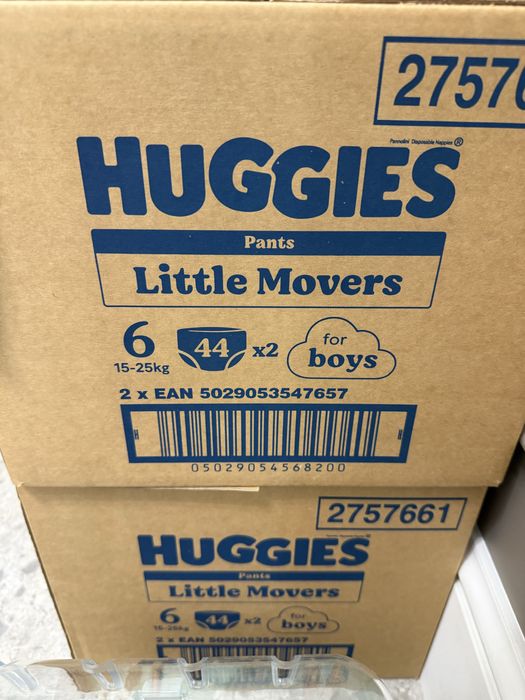 2757
Pannolini Disposable Nappies ®
HUGGIES
Pants
Little Movers
6 44 x2 for boys
15-25kg
2 x EAN 5029053547657
05029054568200
2757661
HUGGIES
Pants
Little Movers
6 44 x2 for boys
15-25kg
2 x EAN 5029053547657